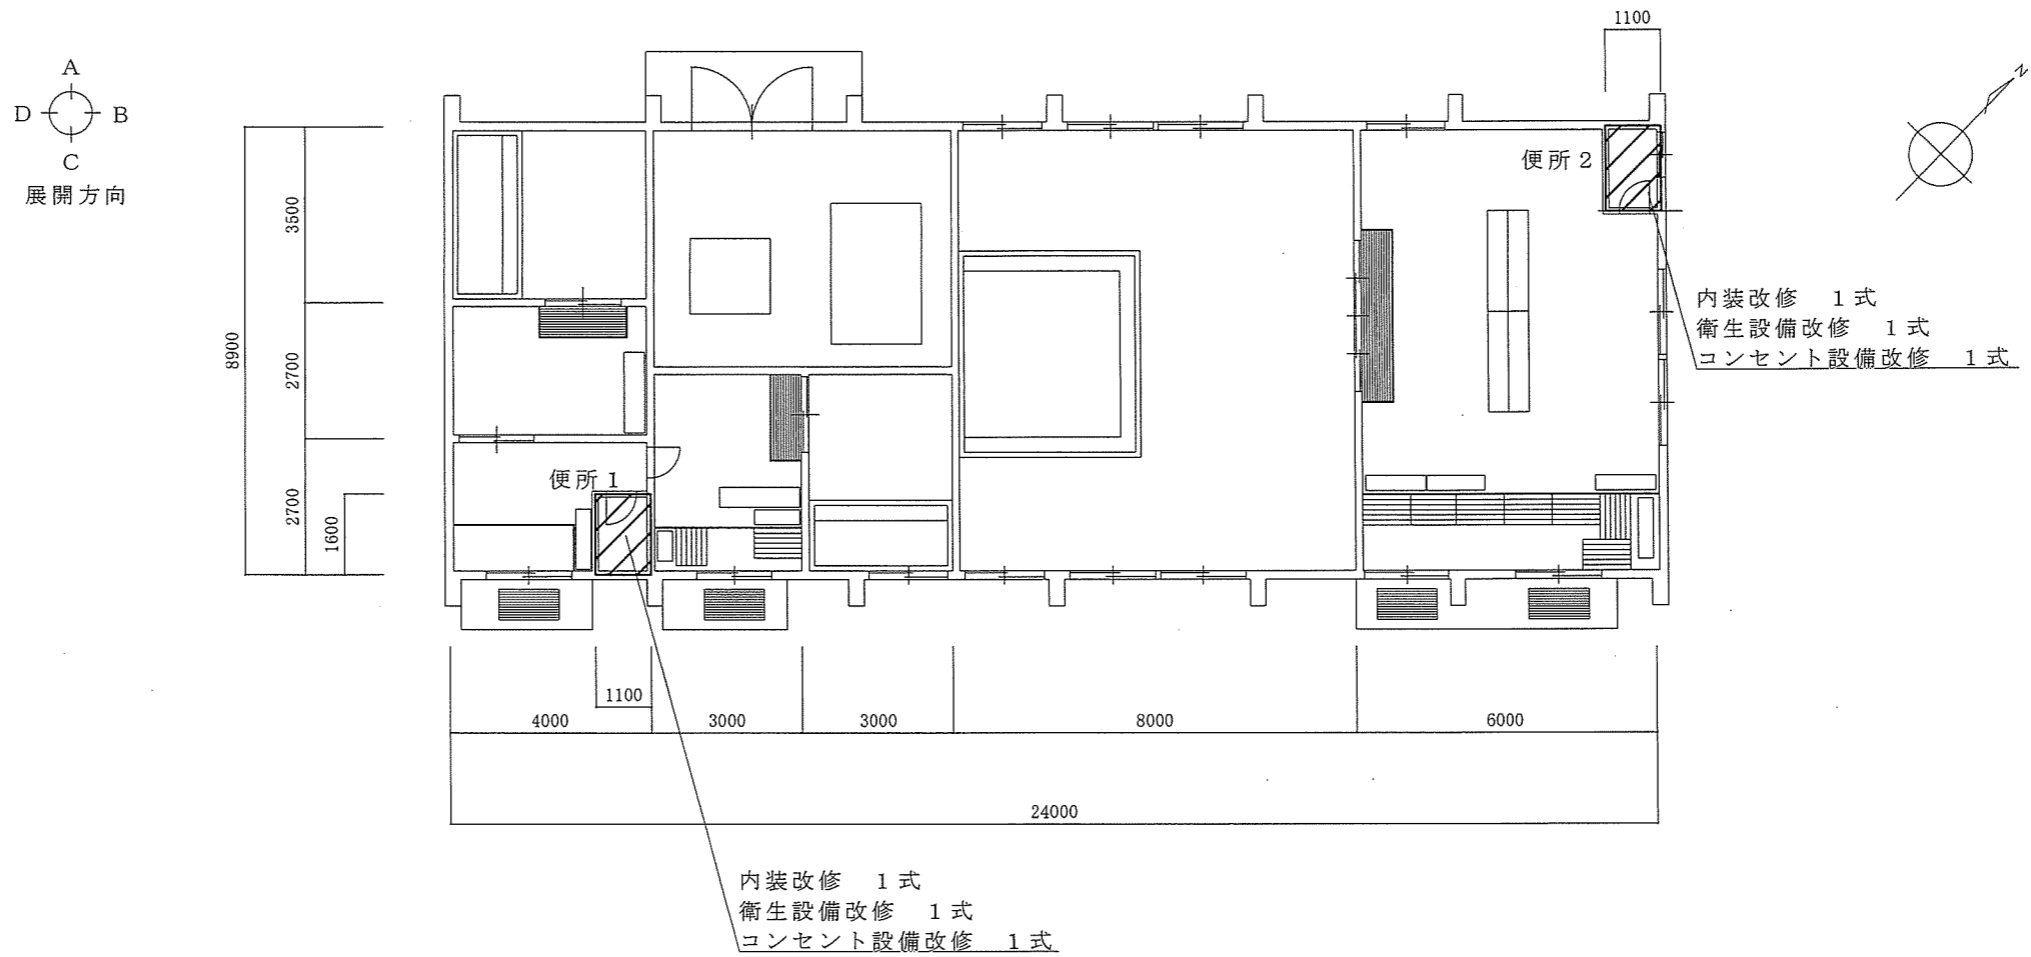 1100
A
D B
C
展開方向
N
便所2
3500
8900
2700
2700
1600
内装改修 1式
衛生設備改修 1式
コンセント設備改修 1式
便所1
1100
4000
3000
3000
8000
6000
24000
内装改修 1式
衛生設備改修 1式
コンセント設備改修 1式